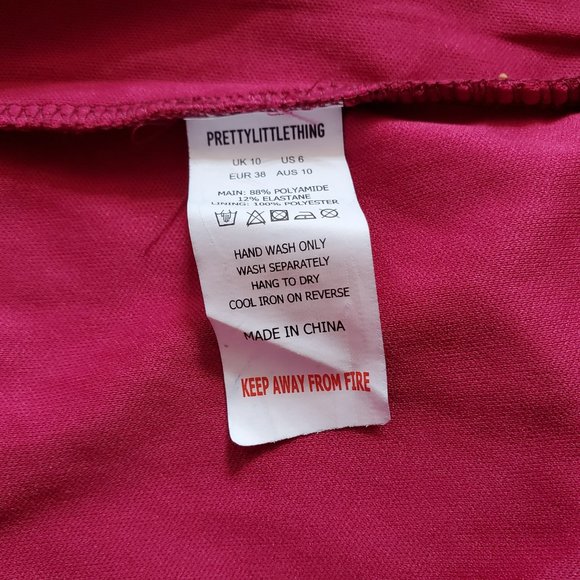 PRETTYLITTLETHING
UK 10 US 6
EUR 38 AUS 10
MAIN: 88% POLYAMIDE
12% ELASTANE
LINING: 100% POLYESTER
HAND WASH ONLY
WASH SEPARATELY
HANG TO DRY
COOL IRON ON REVERSE
MADE IN CHINA
KEEP AWAY FROM FIRE